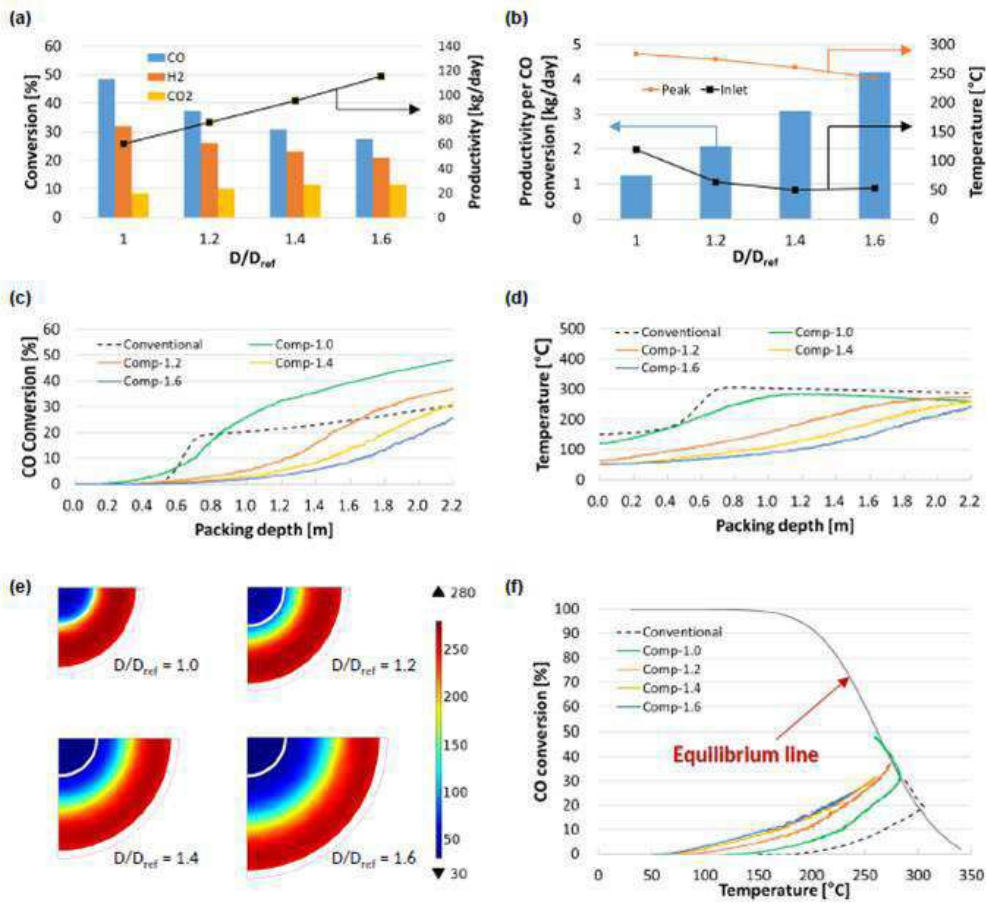 (a)
60
50
40
30
20
10
0
Conversion [%]
CO
H2
CO2
140
120
100
80
60
40
20
0
Productivity [kg/day]
1 1.2 1.4 1.6
D/Dref
(b)
5
4
3
2
1
0
Productivity per CO
conversion [kg/day]
Peak Inlet
300
250
200
150
100
50
0
Temperature [°C]
1 1.2 1.4 1.6
D/Dref
(c)
60
50
40
30
20
10
0
CO Conversion [%]
Conventional Comp-1.0
Comp-1.2 Comp-1.4
Comp-1.6
0.0 0.2 0.4 0.6 0.8 1.0 1.2 1.4 1.6 1.8 2.0 2.2
Packing depth [m]
(d)
500
400
300
200
100
0
Temperature [°C]
Conventional Comp-1.0
Comp-1.2 Comp-1.4
Comp-1.6
0.0 0.2 0.4 0.6 0.8 1.0 1.2 1.4 1.6 1.8 2.0 2.2
Packing depth [m]
(e)
D/Dref = 1.0
D/Dref = 1.2
D/Dref = 1.4
D/Dref = 1.6
▲ 280
250
200
150
100
50
▼ 30
(f)
100
90
80
70
60
50
40
30
20
10
0
CO conversion [%]
Conventional
Comp-1.0
Comp-1.2
Comp-1.4
Comp-1.6
Equilibrium line
0 50 100 150 200 250 300 350
Temperature [°C]